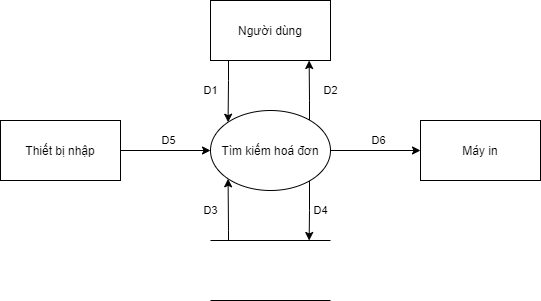 Người dùng
D1
D2
Thiết bị nhập
D5
Tìm kiếm hoá đơn
D6
Máy in
D3
D4